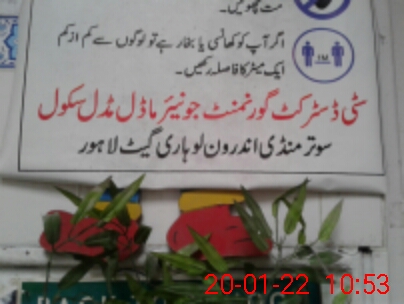 مت چھوئیں۔
اگر آپ کو کھانسی یا بخار ہے تو لوگوں سے کم از کم
ایک میٹر کا فاصلہ رکھیں۔
1M
سٹی ڈسٹرکٹ گورنمنٹ جونیئر ماڈل مڈل سکول
سوتر منڈی اندرون لوہاری گیٹ لاہور
20-01-22 10:53